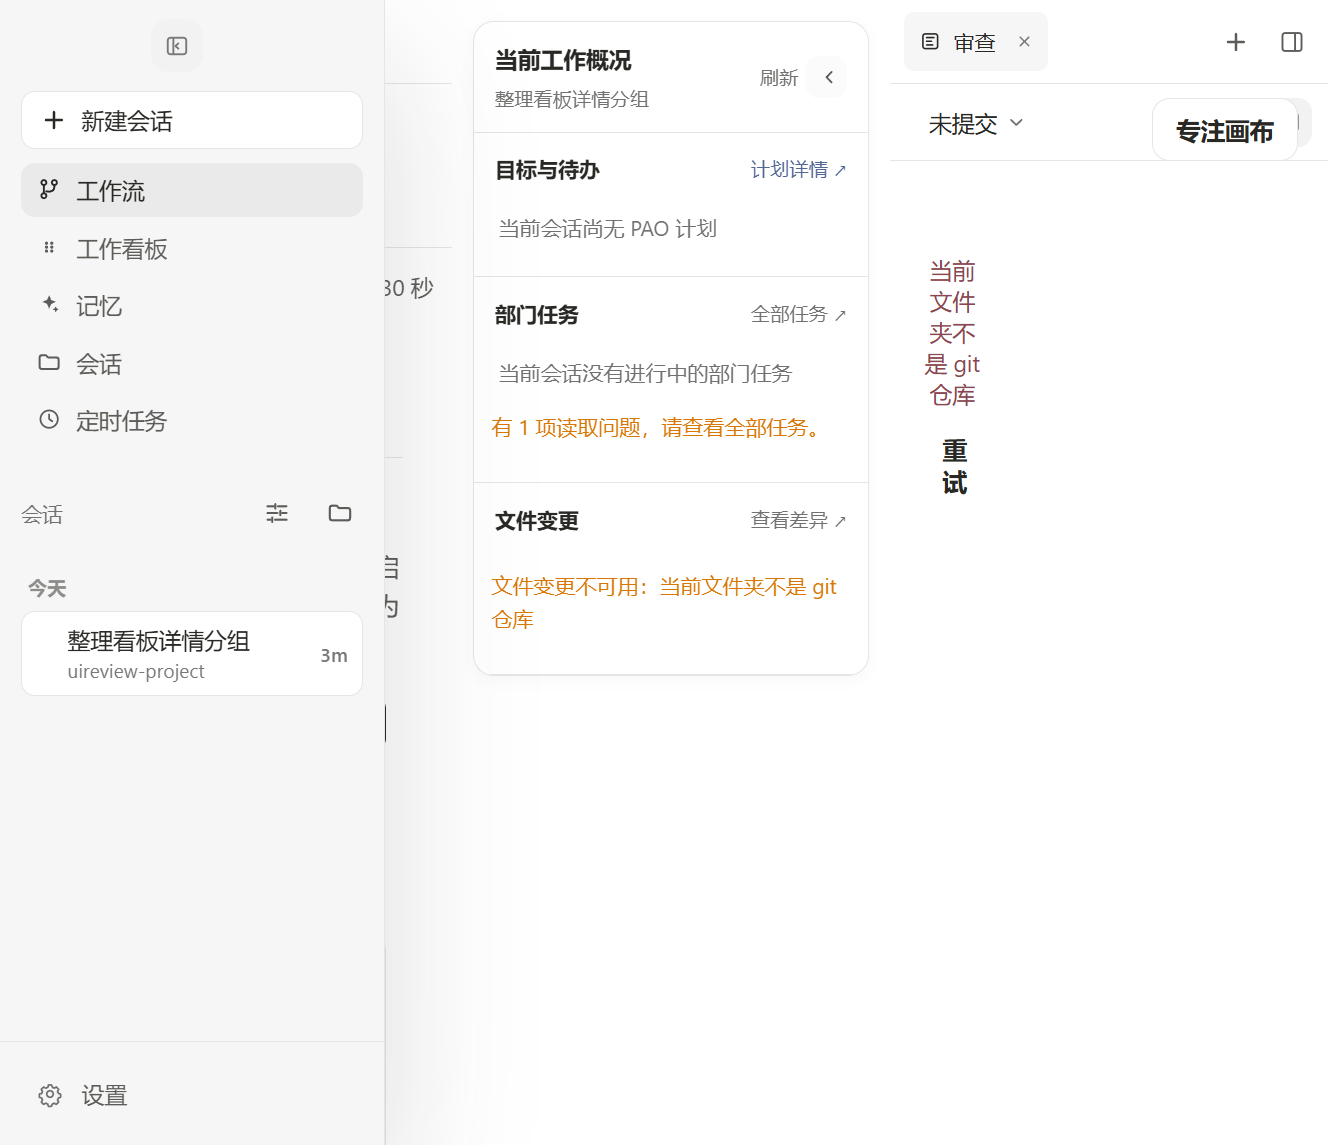 新建会话
工作流
工作看板
记忆
会话
定时任务
会话
今天
整理看板详情分组
uireview-project
3m
设置
30 秒
启
为
当前工作概况
整理看板详情分组
刷新
目标与待办
计划详情 ↗
当前会话尚无 PAO 计划
部门任务
全部任务 ↗
当前会话没有进行中的部门任务
有 1 项读取问题，请查看全部任务。
文件变更
查看差异 ↗
文件变更不可用：当前文件夹不是 git
仓库
审查
未提交
专注画布
当前
文件
夹不
是 git
仓库
重
试